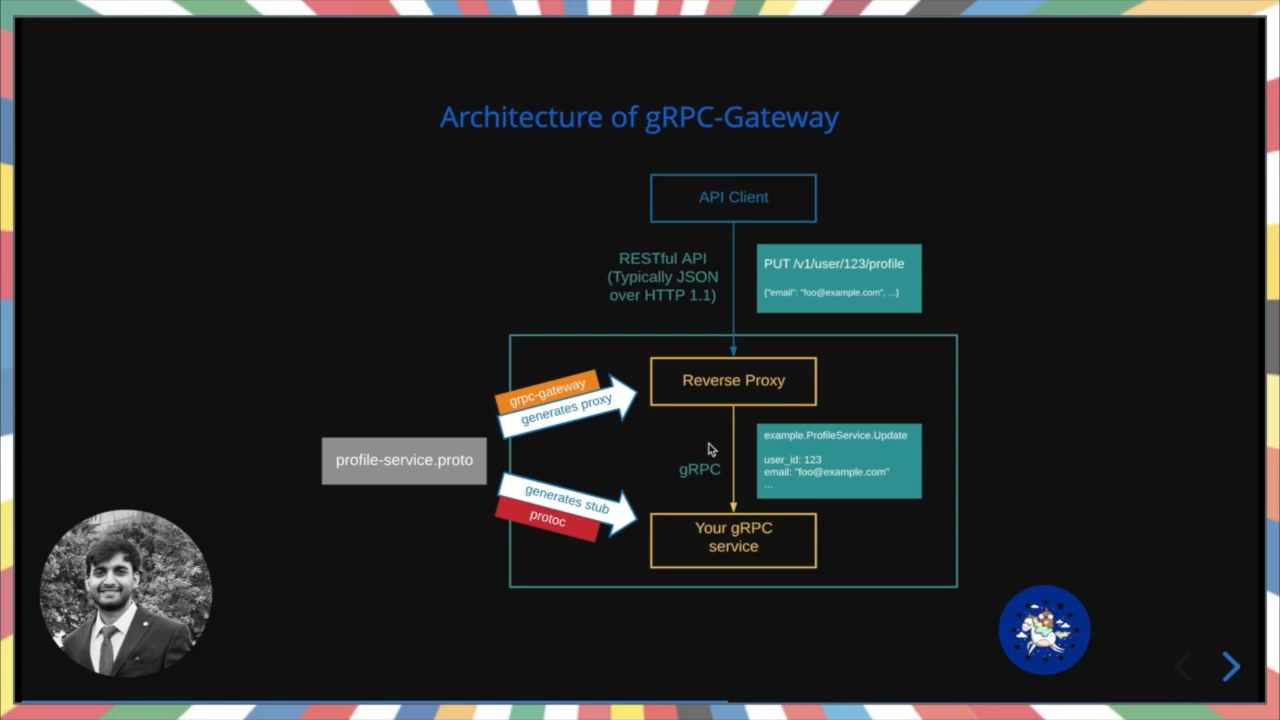 Architecture of gRPC-Gateway
API Client
RESTful API
(Typically JSON
over HTTP 1.1)
PUT /v1/user/123/profile
{"email": "foo@example.com", ...}
Reverse Proxy
grpc-gateway
generates proxy
profile-service.proto
gRPC
example.ProfileService.Update
user_id: 123
email: "foo@example.com"
...
generates stub
protoc
Your gRPC
service